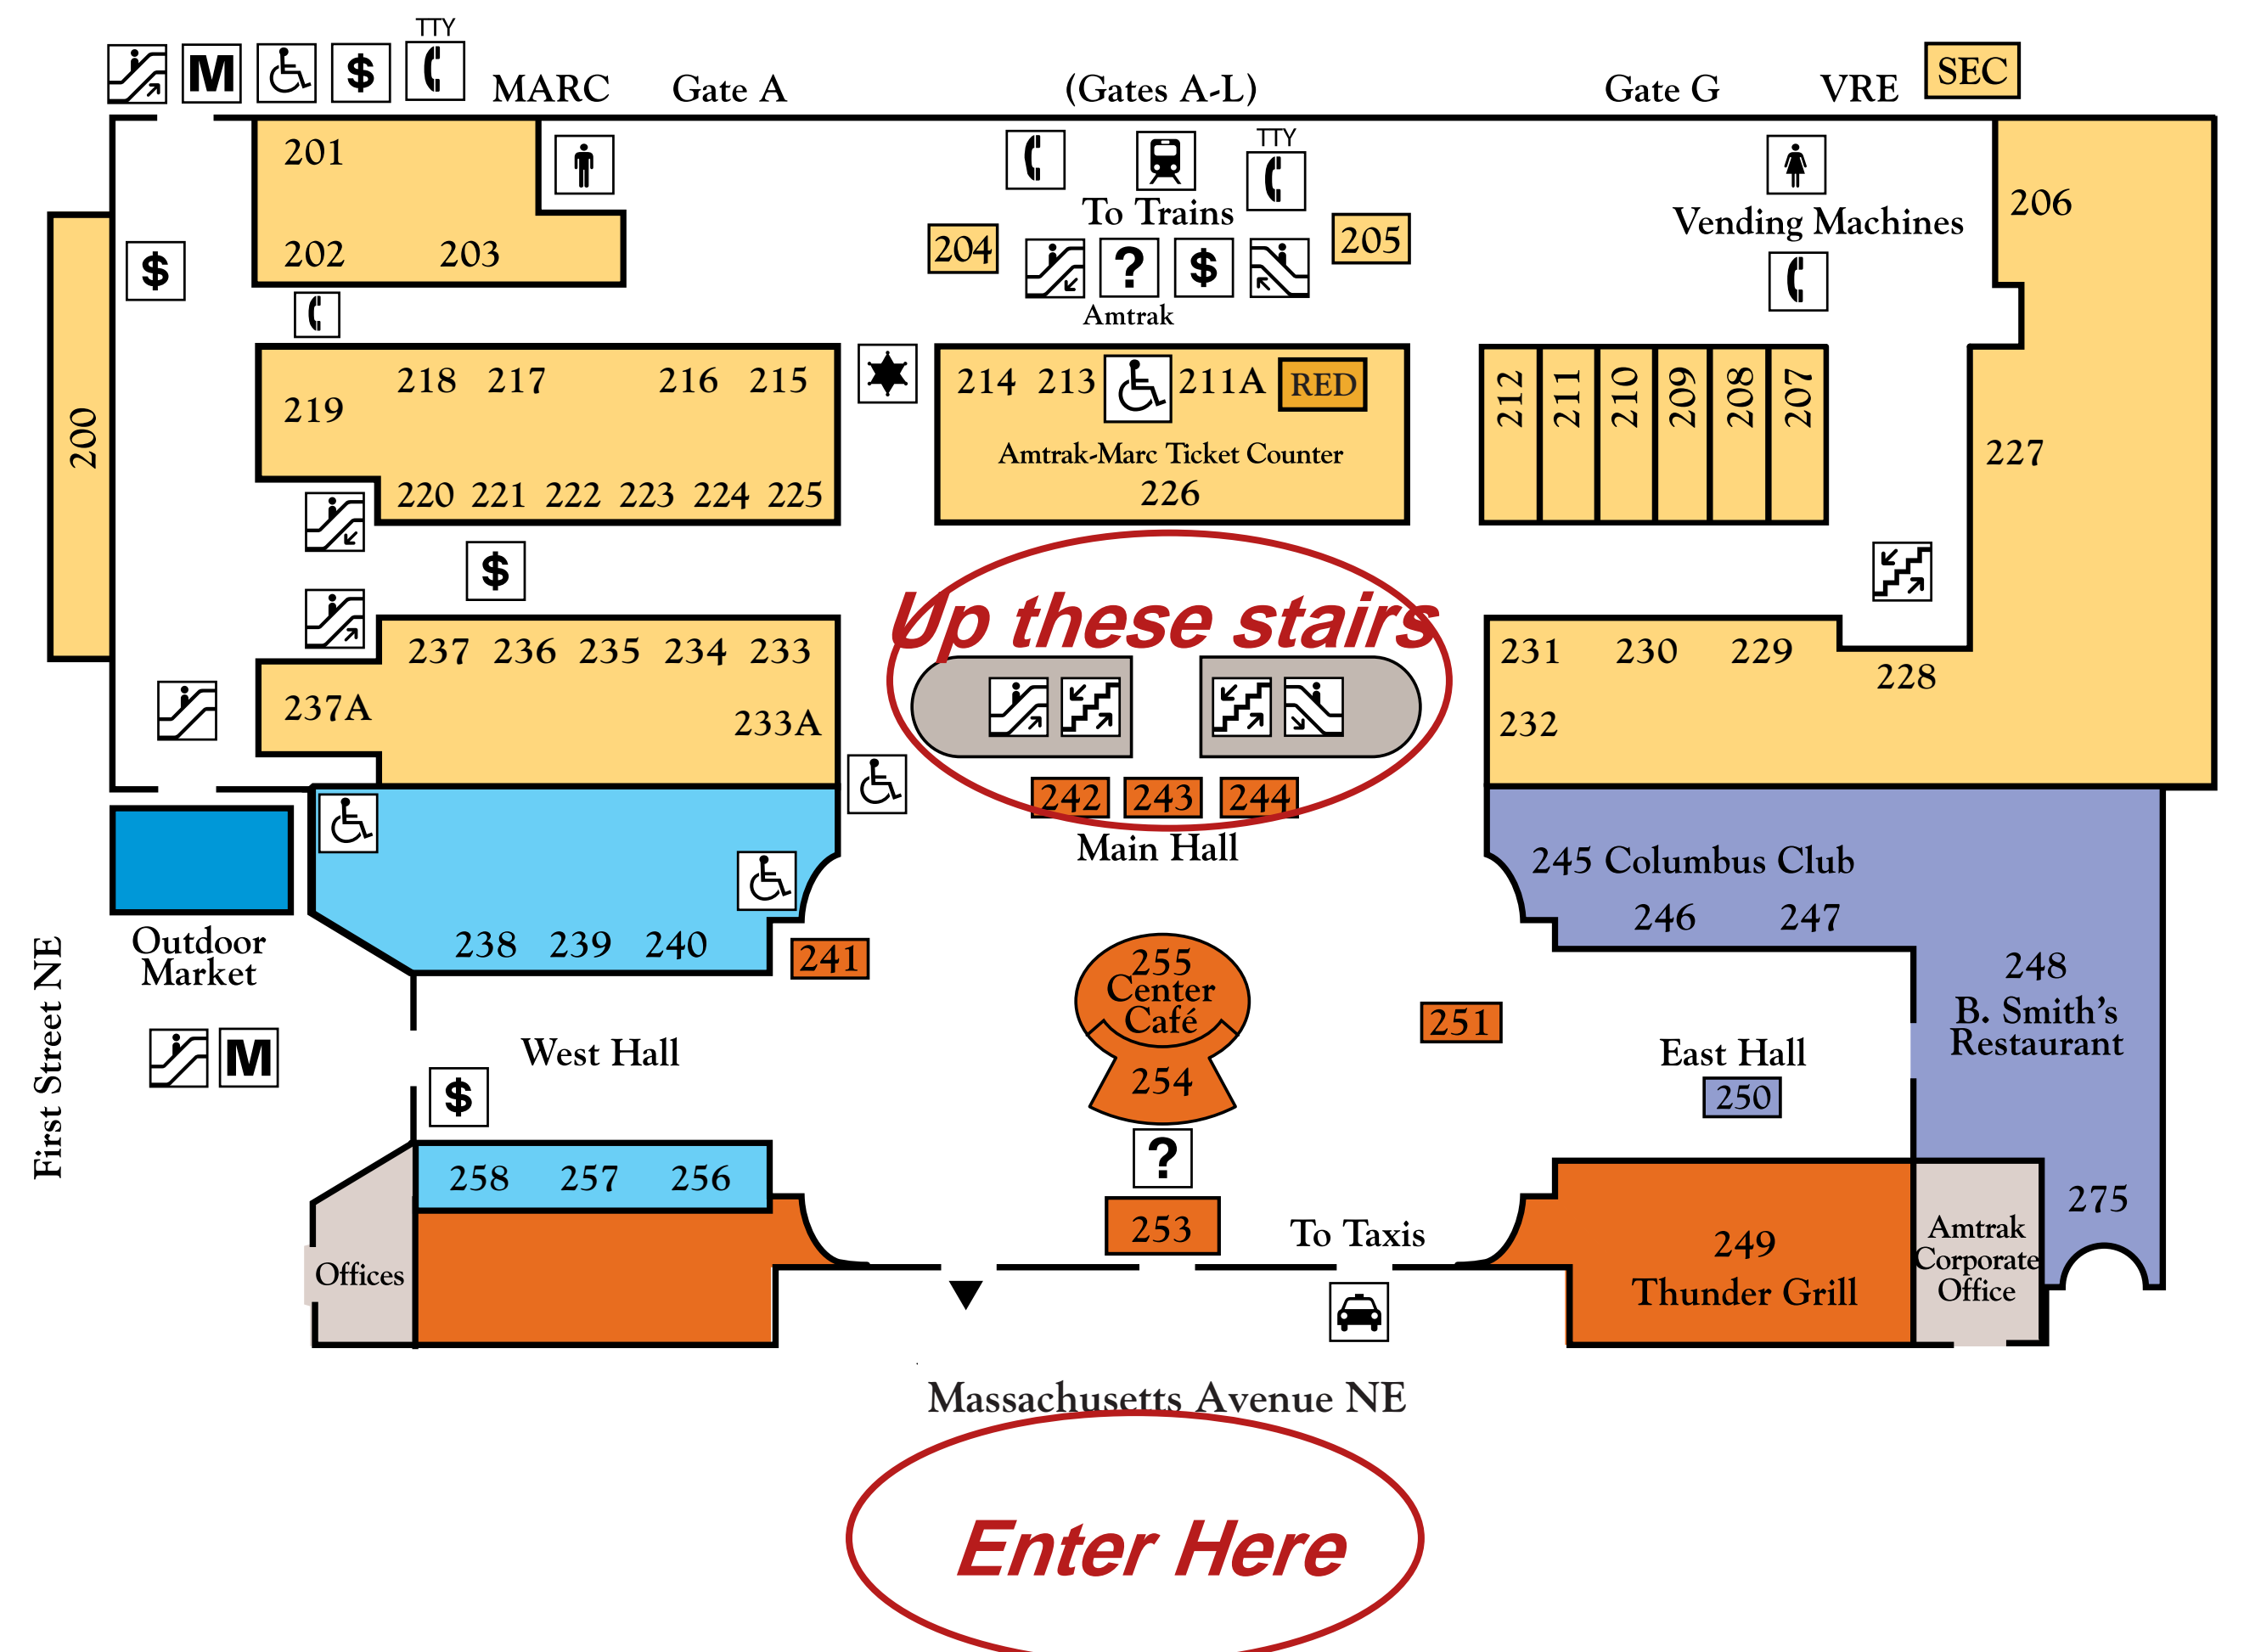 TTY
M
$
MARC
Gate A
(Gates A-L)
Gate G
VRE
SEC
201
202
203
TTY
To Trains
204
205
?
$
Amtrak
Vending Machines
206
$
200
218
217
216
215
219
220
221
222
223
224
225
214
213
211A
RED
Amtrak-Marc Ticket Counter
226
212
211
210
209
208
207
227
$
Up these stairs
237
236
235
234
233
237A
233A
231
230
229
228
232
242
243
244
Main Hall
Outdoor
Market
238
239
240
241
245 Columbus Club
246
247
248
B. Smith's
Restaurant
255
Center
Café
254
251
First Street NE
M
West Hall
East Hall
250
$
?
258
257
256
253
To Taxis
249
Thunder Grill
275
Amtrak
Corporate
Office
Offices
Massachusetts Avenue NE
Enter Here